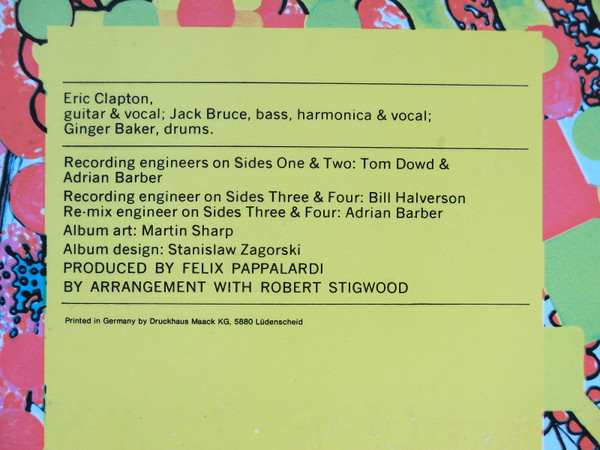 Eric Clapton,
guitar & vocal; Jack Bruce, bass, harmonica & vocal;
Ginger Baker, drums.
Recording engineers on Sides One & Two: Tom Dowd &
Adrian Barber
Recording engineer on Sides Three & Four: Bill Halverson
Re-mix engineer on Sides Three & Four: Adrian Barber
Album art: Martin Sharp
Album design: Stanislaw Zagorski
PRODUCED BY FELIX PAPPALARDI
BY ARRANGEMENT WITH ROBERT STIGWOOD
Printed in Germany by Druckhaus Maack KG, 5880 Lüdenscheid